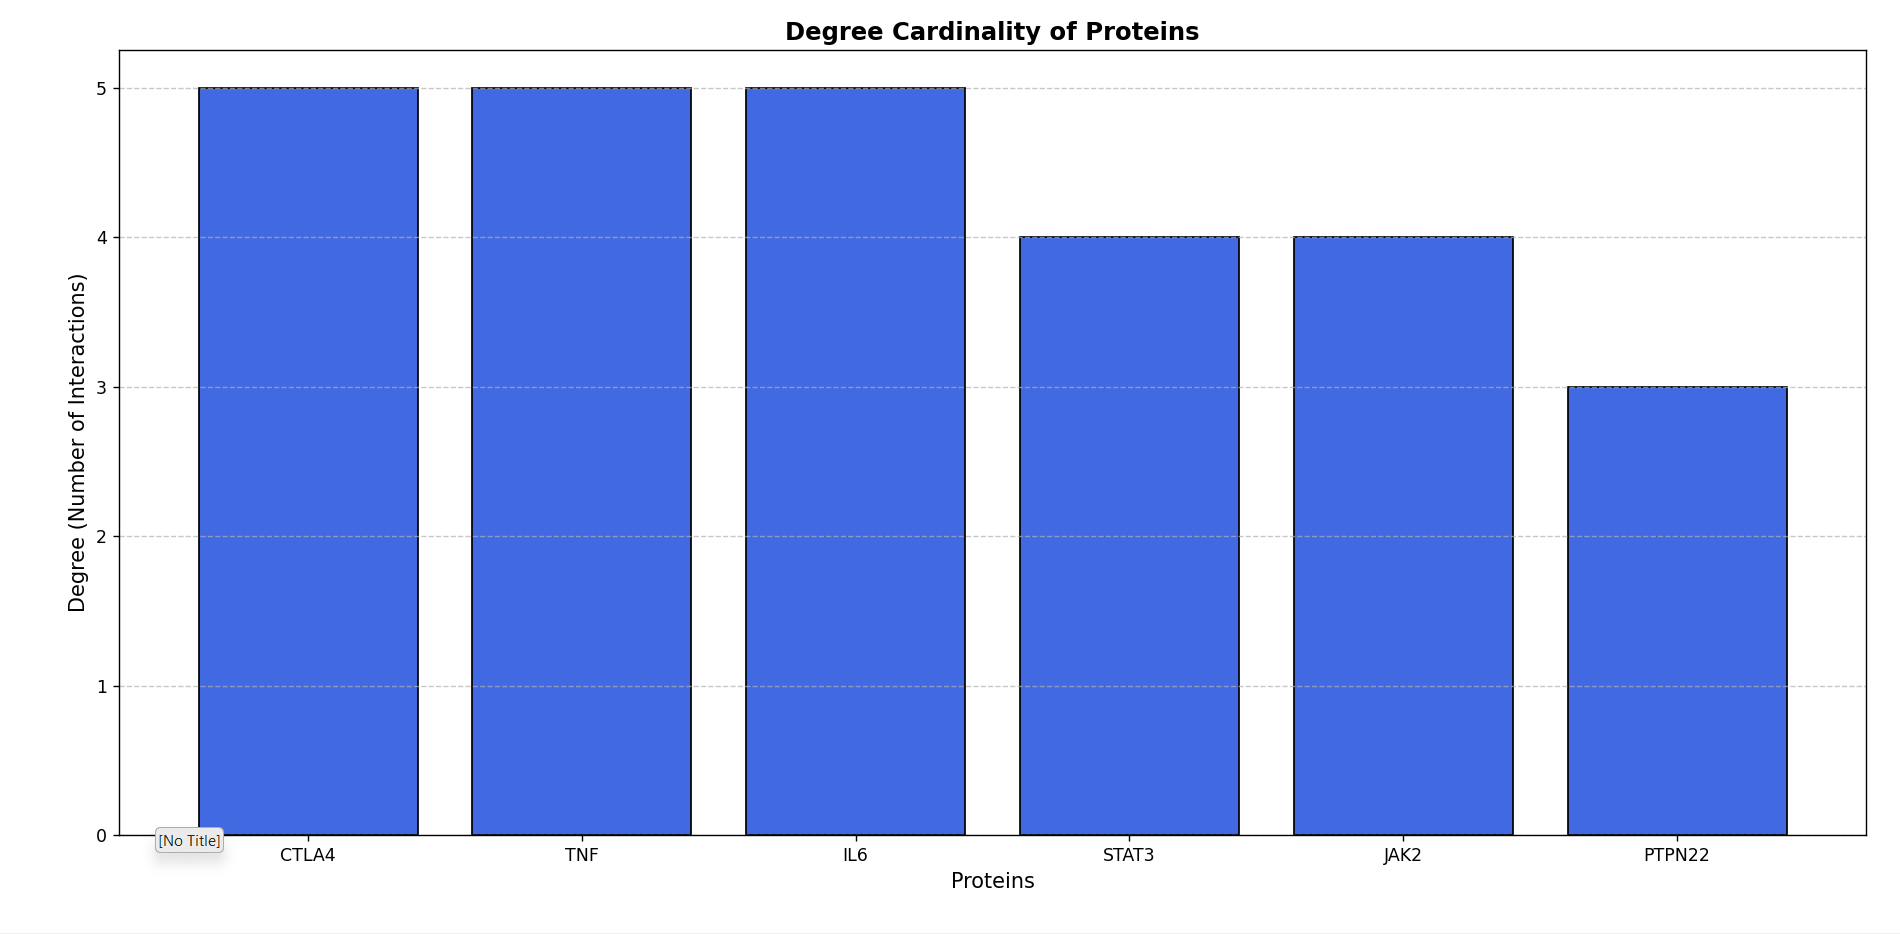 Degree Cardinality of Proteins
Degree (Number of Interactions)
5
4
3
2
1
0
[No Title]
CTLA4 TNF IL6 STAT3 JAK2 PTPN22
Proteins